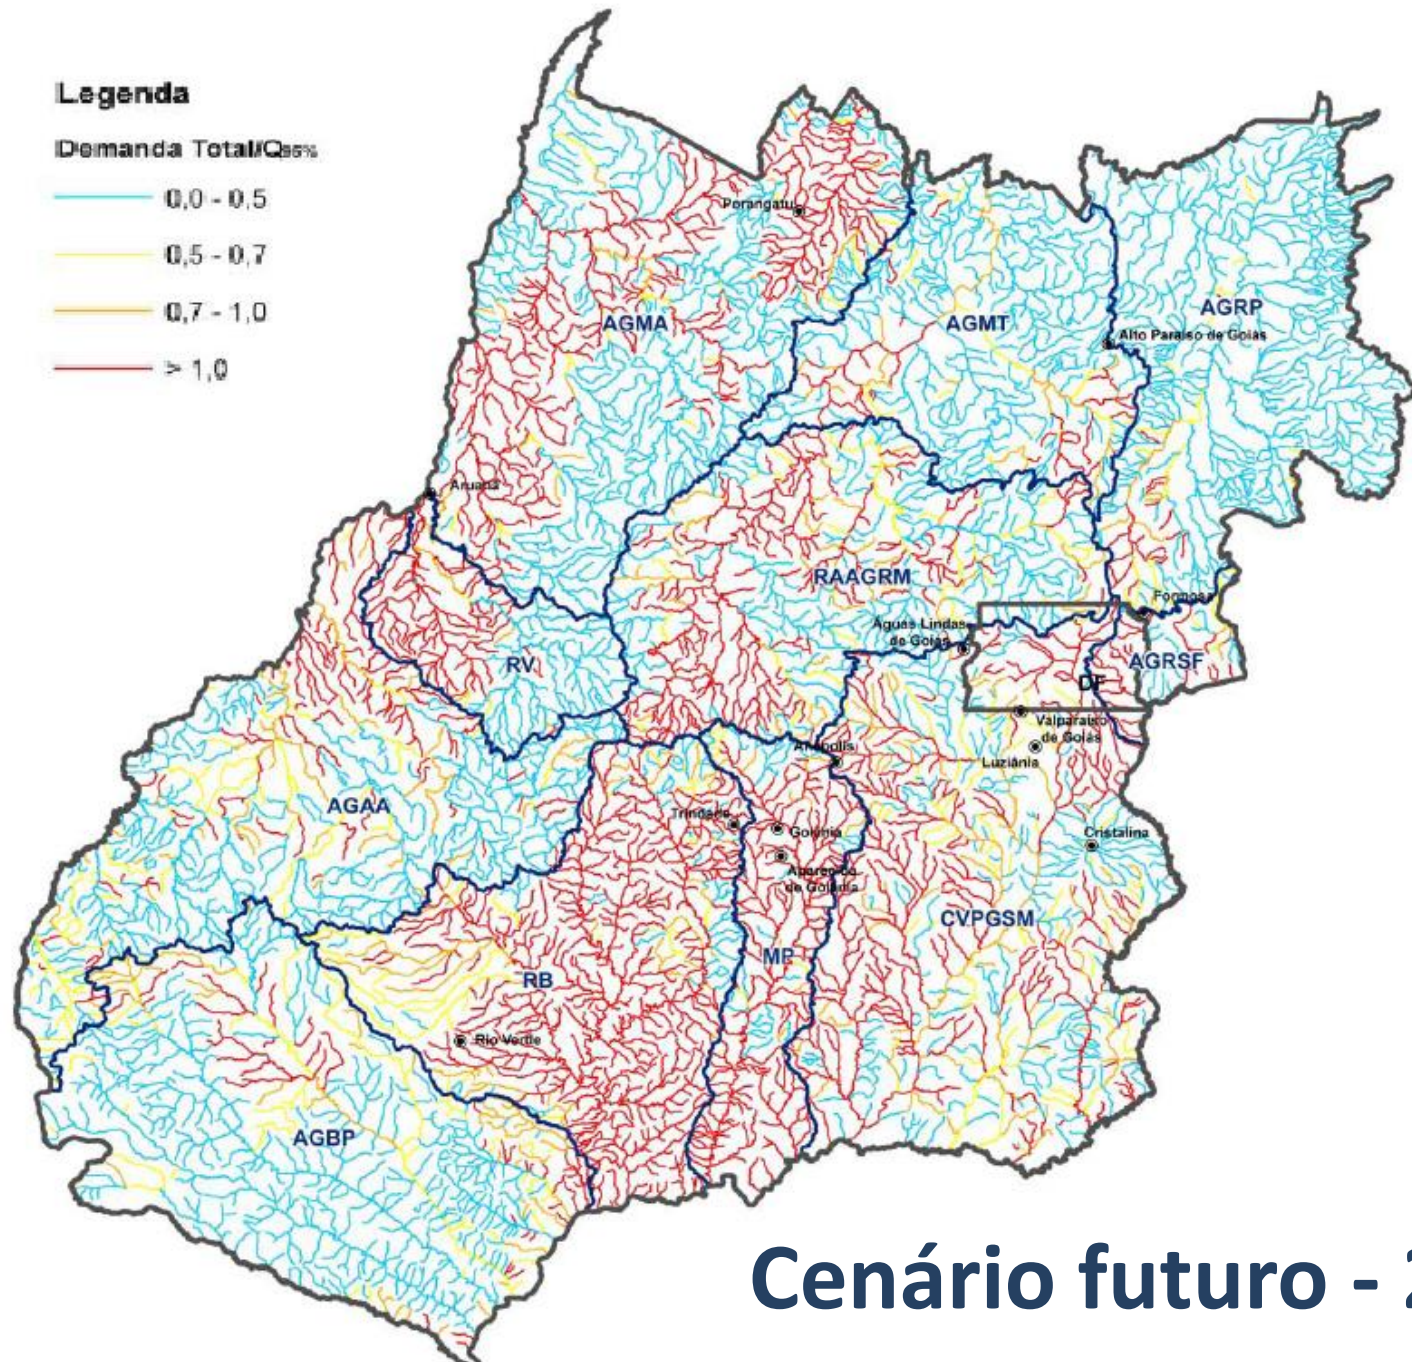 Legenda
Demanda Total/Q95%
0,0 - 0,5
0,5 - 0,7
0,7 - 1,0
> 1,0
Porangatu
AGMA
AGMT
AGRP
Alto Paraíso de Goiás
Aruanã
RAAGRM
Formosa
Águas Lindas
de Goiás
RV
AGRSF
DF
Valparaíso
de Goiás
Anápolis
Luziânia
AGAA
Trindade
Goiânia
Cristalina
Aparecida
de Goiânia
CVPGSM
MP
RB
Rio Verde
AGBP
Cenário futuro - 2